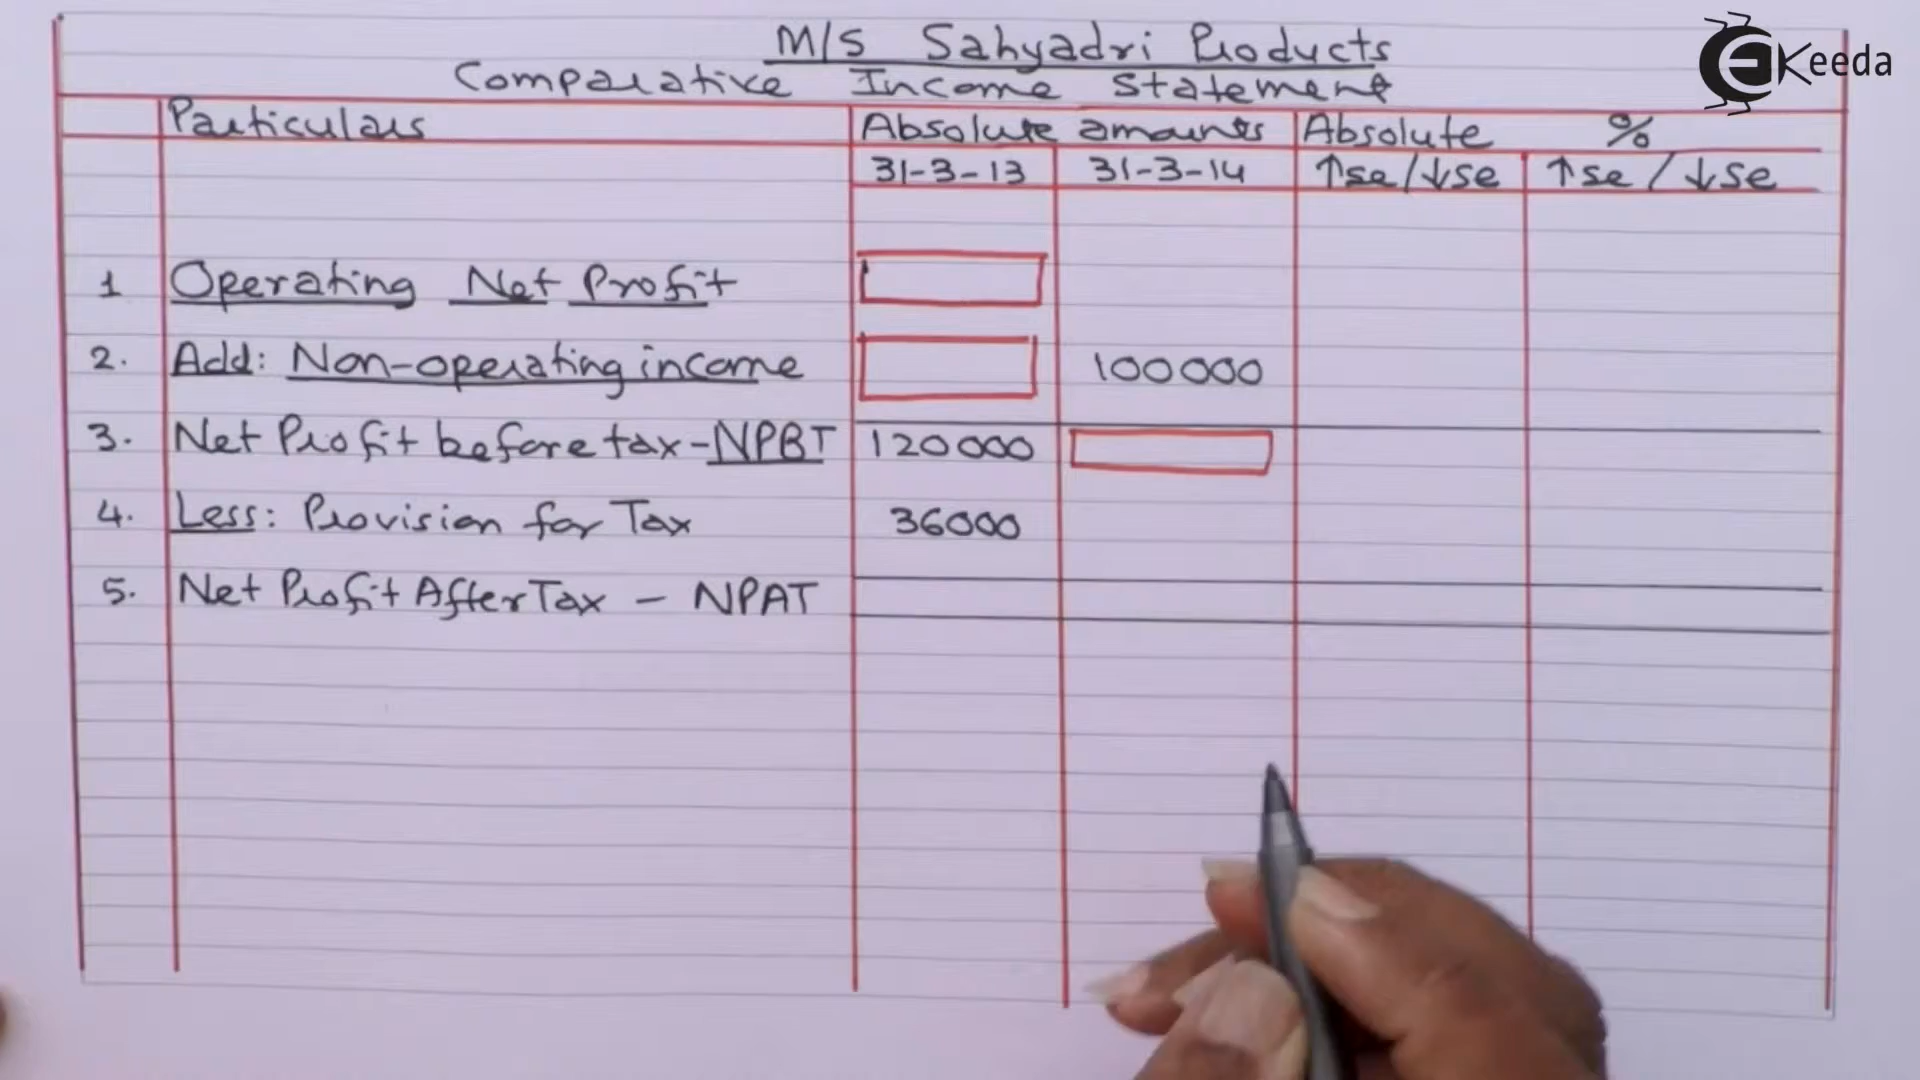 M/S Sahyadri Products
Comparative Income Statement
Particulars Absolute amounts Absolute %
31-3-13 31-3-14 ↑se/↓se ↑se/↓se
1 Operating Net Profit
2. Add: Non-operating income 100000
3. Net Profit before tax-NPBT 120000
4. Less: Provision for Tax 36000
5. Net Profit After Tax - NPAT
EKeeda